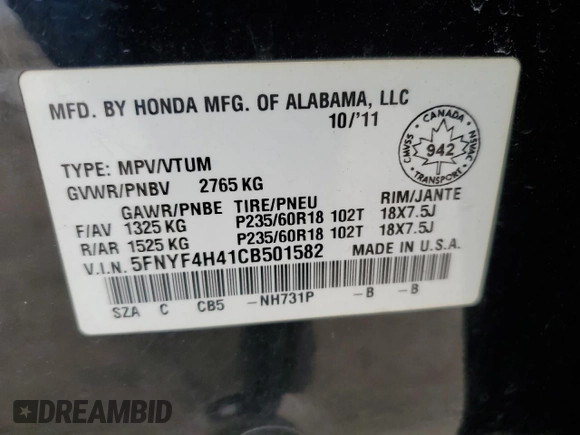 MFD. BY HONDA MFG. OF ALABAMA, LLC
10/'11
CANADA
CMVSS
942
NSVAC
TRANSPORT
TYPE: MPV/VTUM
GVWR/PNBV 2765 KG
GAWR/PNBE TIRE/PNEU RIM/JANTE
F/AV 1325 KG P235/60R18 102T 18X7.5J
R/AR 1525 KG P235/60R18 102T 18X7.5J
V.I.N. 5FNYF4H41CB501582 MADE IN U.S.A.
SZA C CB5 -NH731P -B -B
DREAMBID